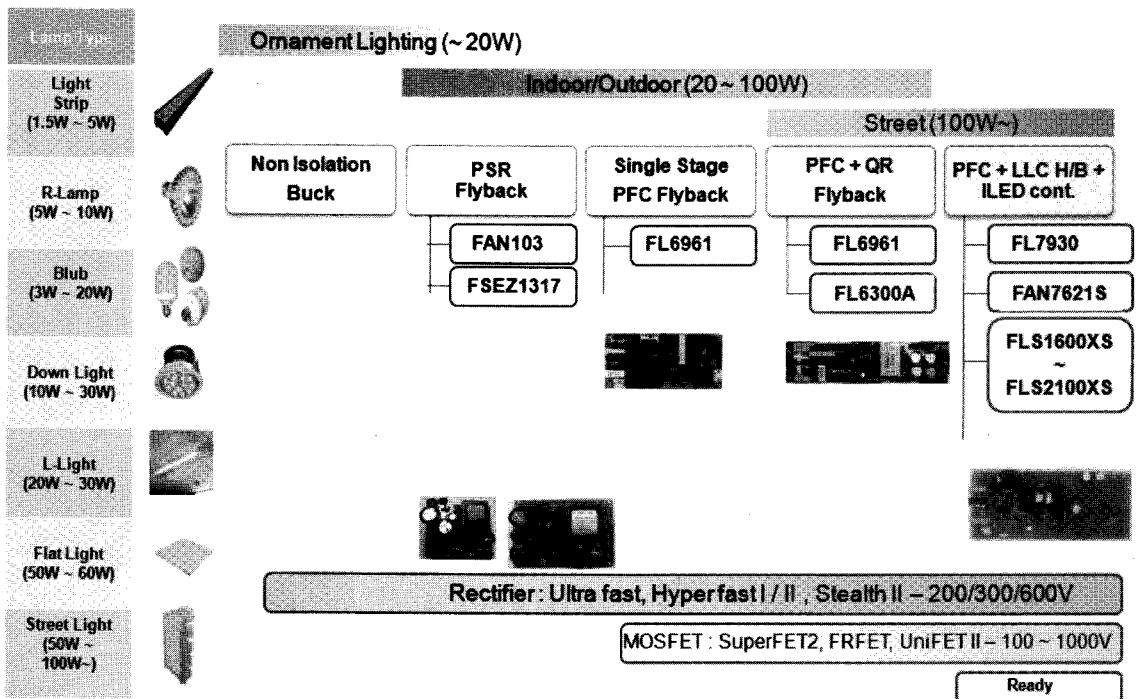 Lamp Type
Ornament Lighting (~20W)
Indoor/Outdoor (20 ~ 100W)
Street (100W~)
Light
Strip
(1.5W ~ 5W)
R-Lamp
(5W ~ 10W)
Blub
(3W ~ 20W)
Down Light
(10W ~ 30W)
L-Light
(20W ~ 30W)
Flat Light
(50W ~ 60W)
Street Light
(50W ~
100W~)
Non Isolation
Buck
PSR
Flyback
FAN103
FSEZ1317
Single Stage
PFC Flyback
FL6961
PFC + QR
Flyback
FL6961
FL6300A
PFC + LLC H/B +
ILED cont.
FL7930
FAN7621S
FLS1600XS
~
FLS2100XS
Rectifier : Ultra fast, Hyperfast I / II , Stealth II – 200/300/600V
MOSFET : SuperFET2, FRFET, UniFET II – 100 ~ 1000V
Ready